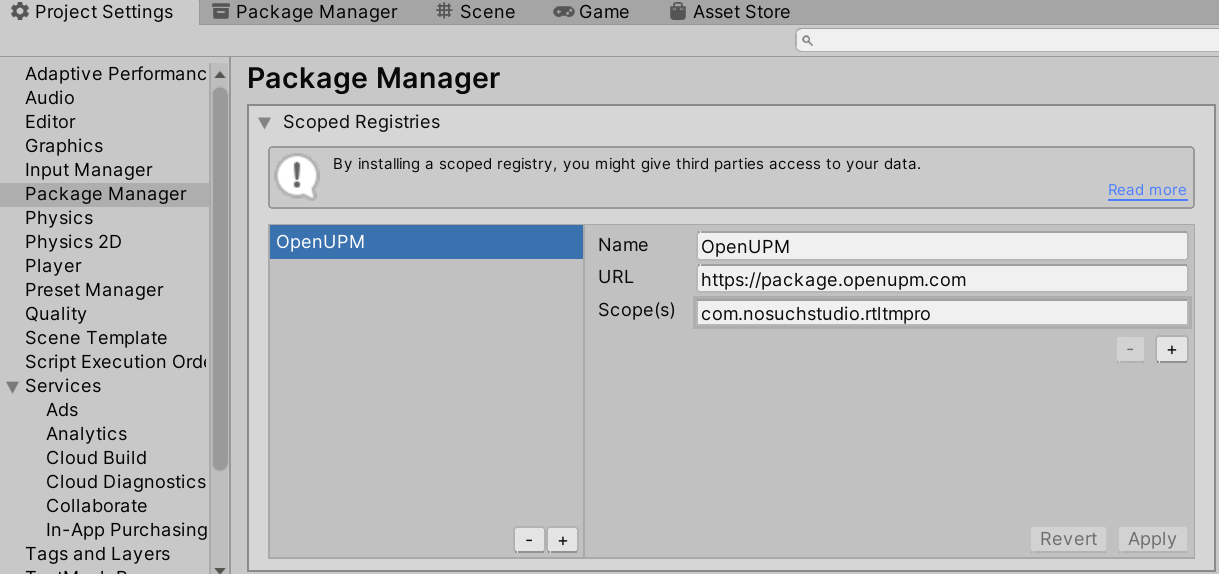 Project Settings
Package Manager
Scene
Game
Asset Store
Adaptive Performanc
Audio
Editor
Graphics
Input Manager
Package Manager
Physics
Physics 2D
Player
Preset Manager
Quality
Scene Template
Script Execution Orde
Services
Ads
Analytics
Cloud Build
Cloud Diagnostics
Collaborate
In-App Purchasing
Tags and Layers
Package Manager
Scoped Registries
By installing a scoped registry, you might give third parties access to your data.
Read more
OpenUPM
- +
Name OpenUPM
URL https://package.openupm.com
Scope(s) com.nosuchstudio.rtltmpro
- +
Revert Apply